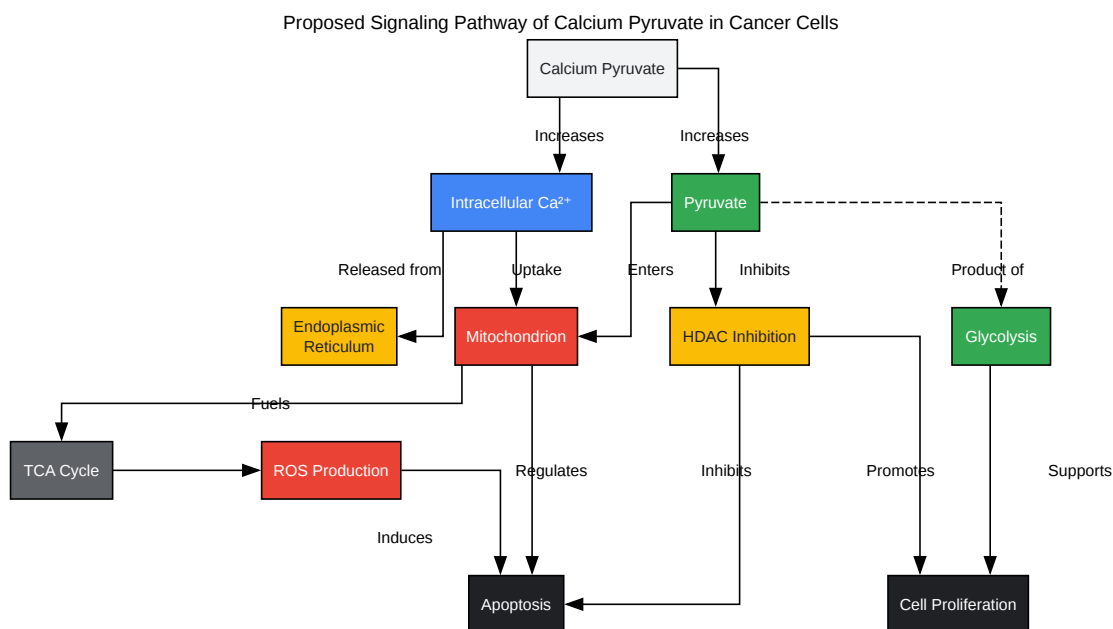 Proposed Signaling Pathway of Calcium Pyruvate in Cancer Cells
Calcium Pyruvate
Increases
Increases
Intracellular Ca²⁺
Pyruvate
Released from
Uptake
Enters
Inhibits
Product of
Endoplasmic
Reticulum
Mitochondrion
HDAC Inhibition
Glycolysis
Fuels
TCA Cycle
ROS Production
Regulates
Inhibits
Promotes
Supports
Induces
Apoptosis
Cell Proliferation